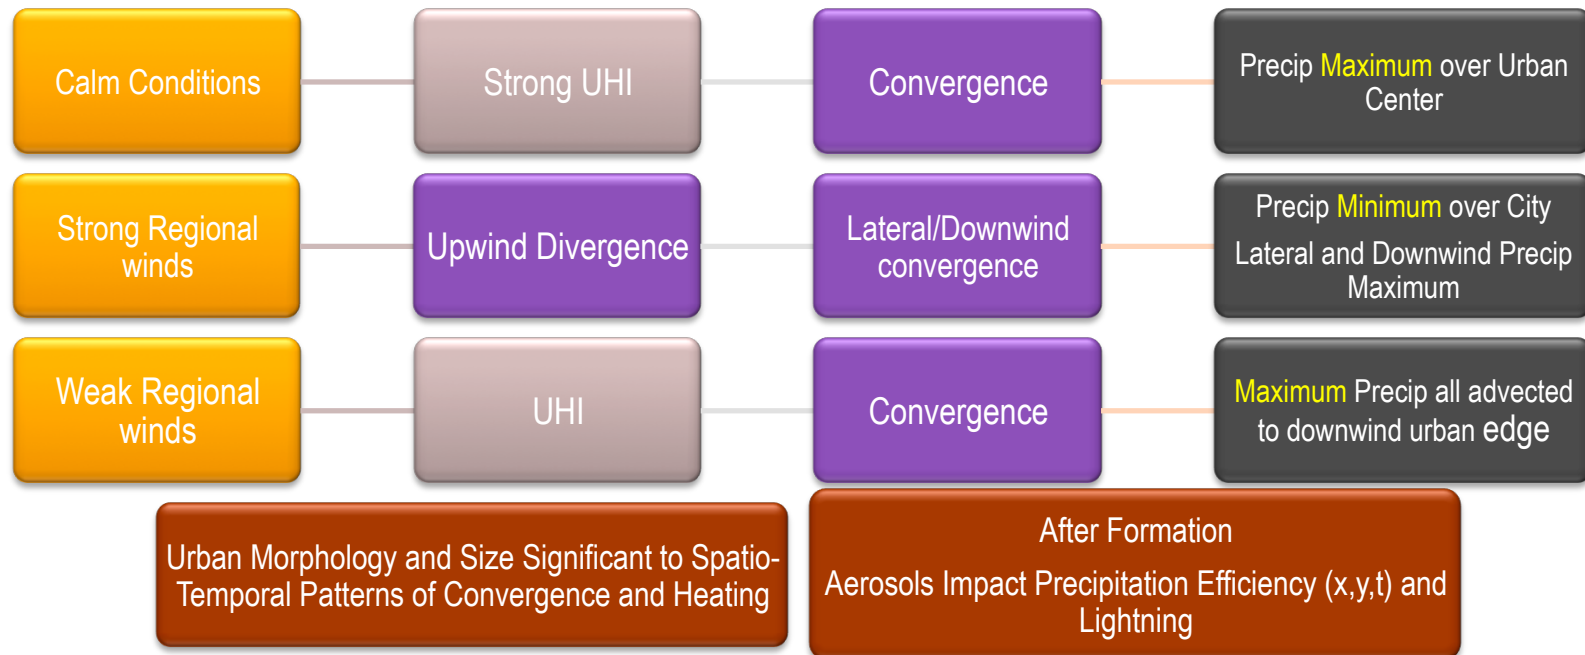 Calm Conditions
Strong UHI
Convergence
Precip Maximum over Urban
Center
Strong Regional
winds
Upwind Divergence
Lateral/Downwind
convergence
Precip Minimum over City
Lateral and Downwind Precip
Maximum
Weak Regional
winds
UHI
Convergence
Maximum Precip all advected
to downwind urban edge
Urban Morphology and Size Significant to Spatio-
Temporal Patterns of Convergence and Heating
After Formation
Aerosols Impact Precipitation Efficiency (x,y,t) and
Lightning